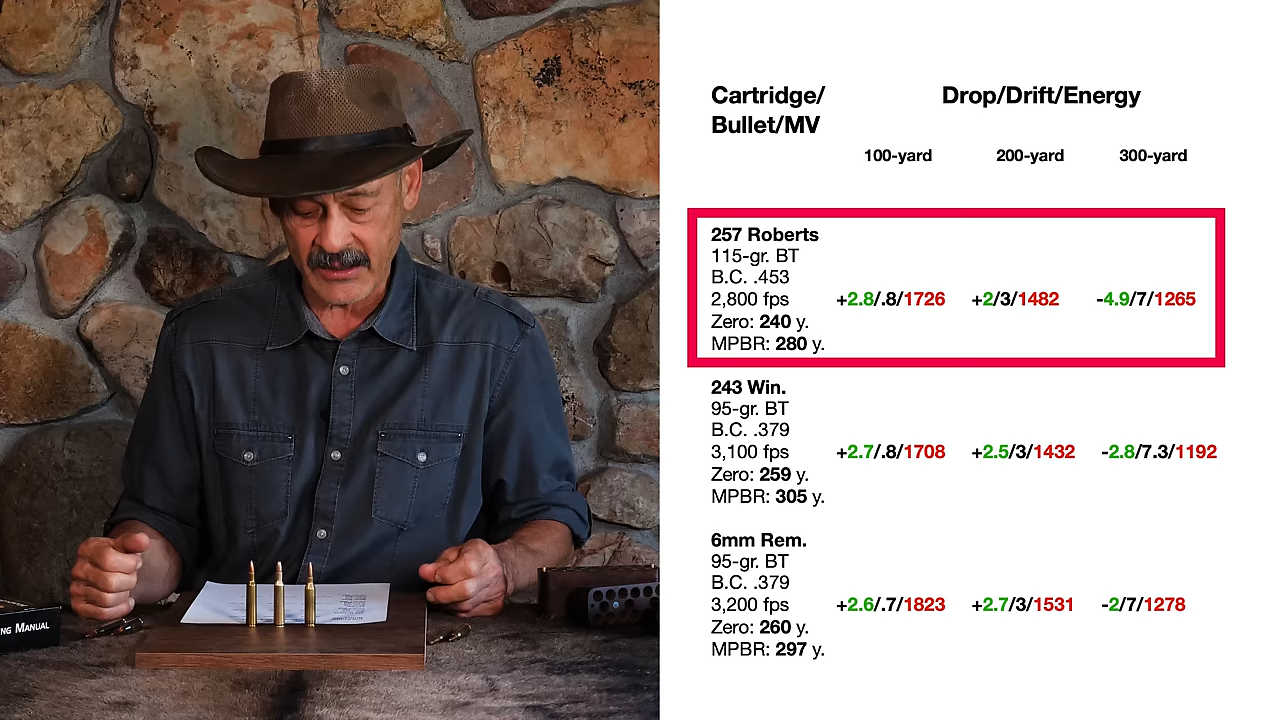 Cartridge/ Drop/Drift/Energy
Bullet/MV
100-yard 200-yard 300-yard
257 Roberts
115-gr. BT
B.C. .453
2,800 fps +2.8/.8/1726 +2/3/1482 -4.9/7/1265
Zero: 240 y.
MPBR: 280 y.
243 Win.
95-gr. BT
B.C. .379
3,100 fps +2.7/.8/1708 +2.5/3/1432 -2.8/7.3/1192
Zero: 259 y.
MPBR: 305 y.
6mm Rem.
95-gr. BT
B.C. .379
3,200 fps +2.6/.7/1823 +2.7/3/1531 -2/7/1278
Zero: 260 y.
MPBR: 297 y.
NG MANUAL